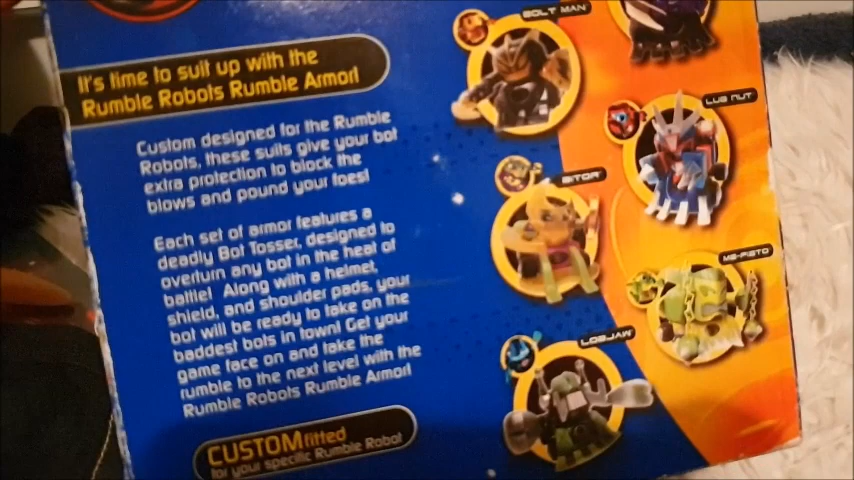 It's time to suit up with the
Rumble Robots Rumble Armor!
Custom designed for the Rumble
Robots, these suits give your bot
extra protection to block the
blows and pound your foes!
Each set of armor features a
deadly Bot Tosser, designed to
overturn any bot in the heat of
battle! Along with a helmet,
shield, and shoulder pads, your
bot will be ready to take on the
baddest bots in town! Get your
game face on and take the
rumble to the next level with the
Rumble Robots Rumble Armor!
CUSTOM fitted
for your specific Rumble Robot
BOLT MAN
LUG NUT
BITOR
ME-FISTO
LOBJAW